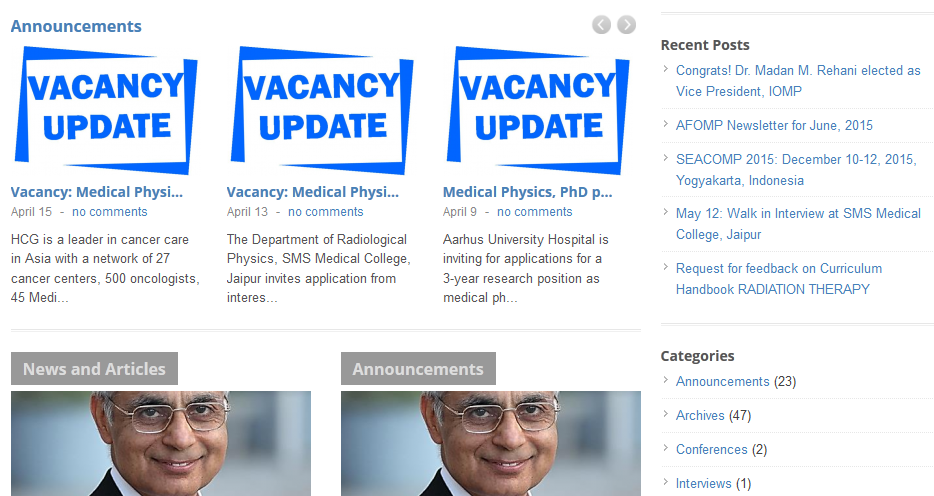 Announcements
VACANCY
UPDATE
Vacancy: Medical Physi...
April 15 - no comments
HCG is a leader in cancer care
in Asia with a network of 27
cancer centers, 500 oncologists,
45 Medi...
VACANCY
UPDATE
Vacancy: Medical Physi...
April 13 - no comments
The Department of Radiological
Physics, SMS Medical College,
Jaipur invites application from
interes...
VACANCY
UPDATE
Medical Physics, PhD p...
April 9 - no comments
Aarhus University Hospital is
inviting for applications for a
3-year research position as
medical ph...
News and Articles
Announcements
Recent Posts
Congrats! Dr. Madan M. Rehani elected as
Vice President, IOMP
AFOMP Newsletter for June, 2015
SEACOMP 2015: December 10-12, 2015,
Yogyakarta, Indonesia
May 12: Walk in Interview at SMS Medical
College, Jaipur
Request for feedback on Curriculum
Handbook RADIATION THERAPY
Categories
Announcements (23)
Archives (47)
Conferences (2)
Interviews (1)